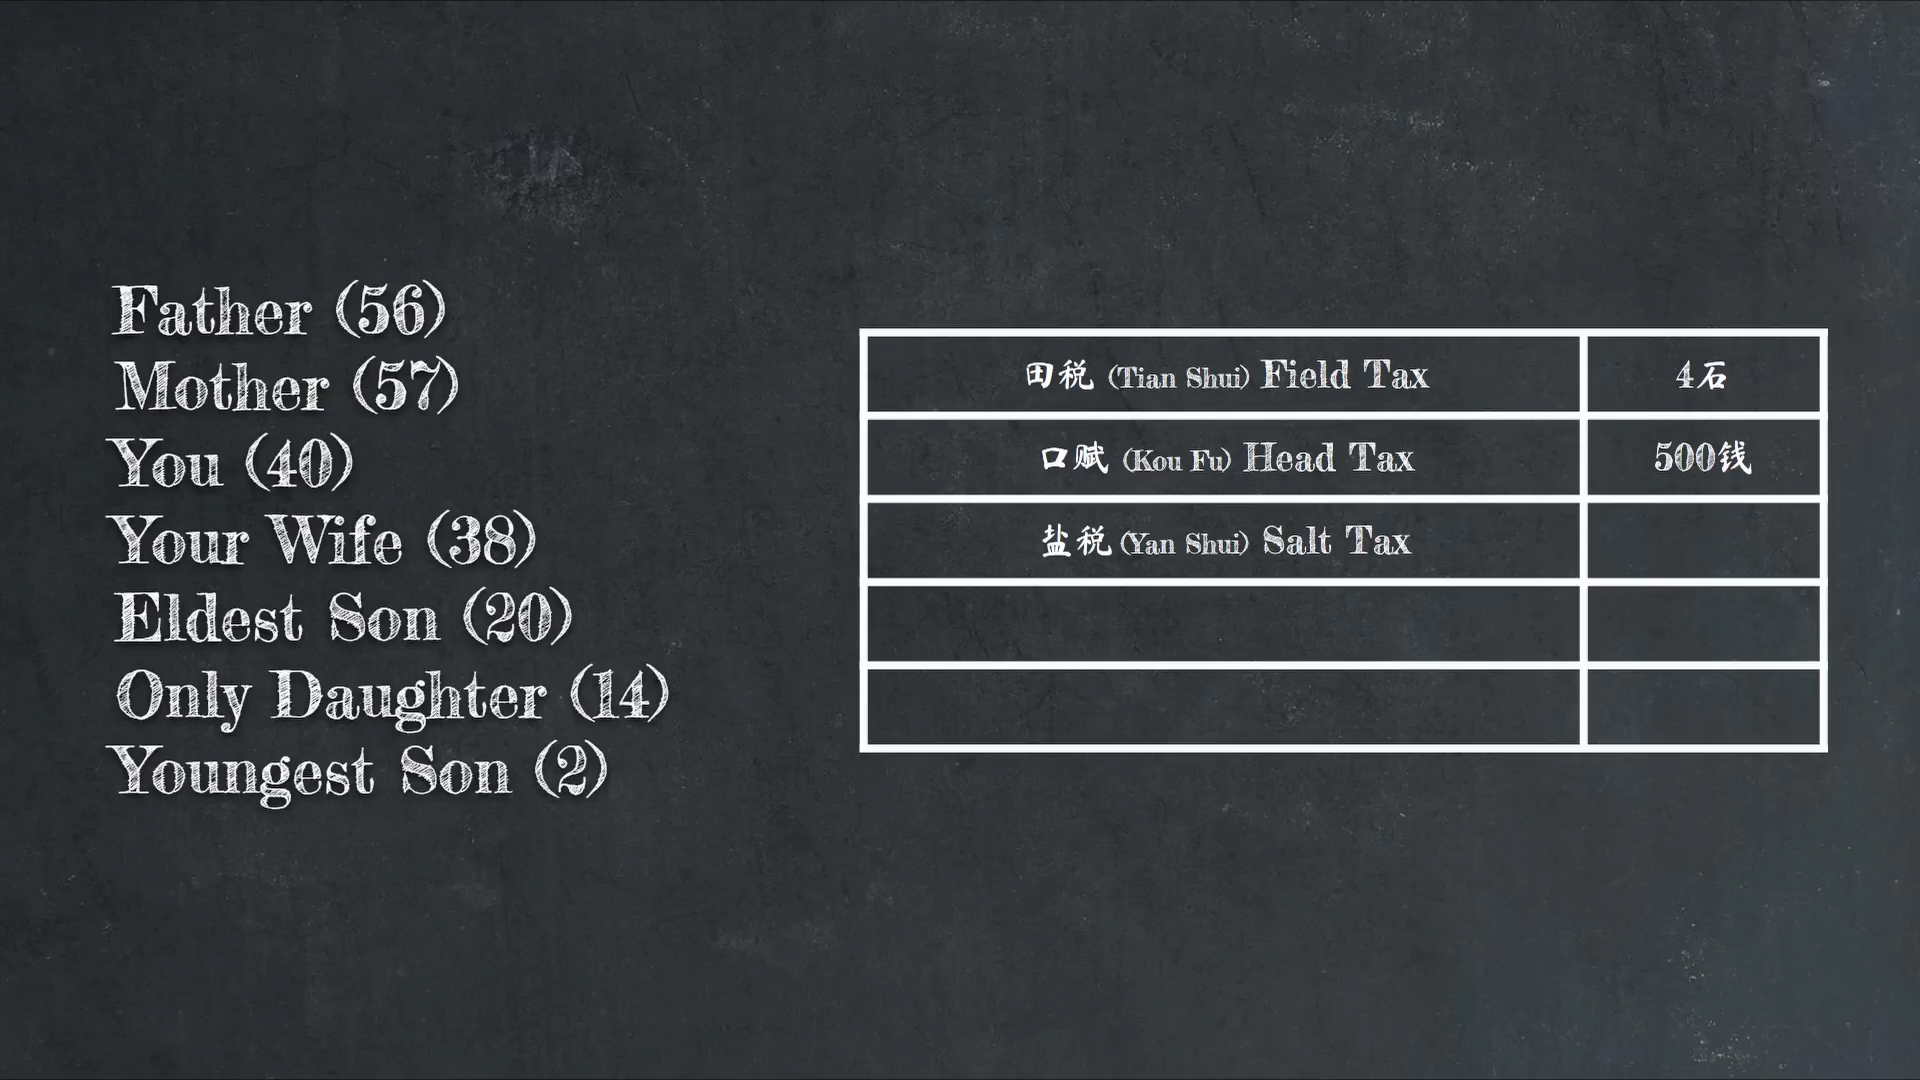 Father (56)
Mother (57)
You (40)
Your Wife (38)
Eldest Son (20)
Only Daughter (14)
Youngest Son (2)
田税 (Tian Shui) Field Tax 4石
口赋 (Kou Fu) Head Tax 500钱
盐税 (Yan Shui) Salt Tax